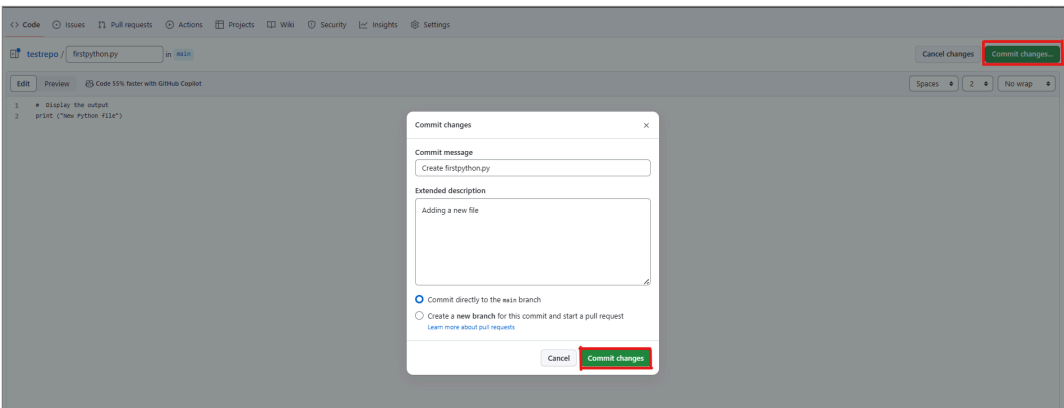 <> Code Issues Pull requests Actions Projects Wiki Security Insights Settings
testrepo / firstpython.py in main Cancel changes Commit changes...
Edit Preview Code 55% faster with GitHub Copilot Spaces 2 No wrap
1 # Display the output
2 print ("New Python file")
Commit changes ×
Commit message
Create firstpython.py
Extended description
Adding a new file
Commit directly to the main branch
Create a new branch for this commit and start a pull request
Learn more about pull requests
Cancel Commit changes